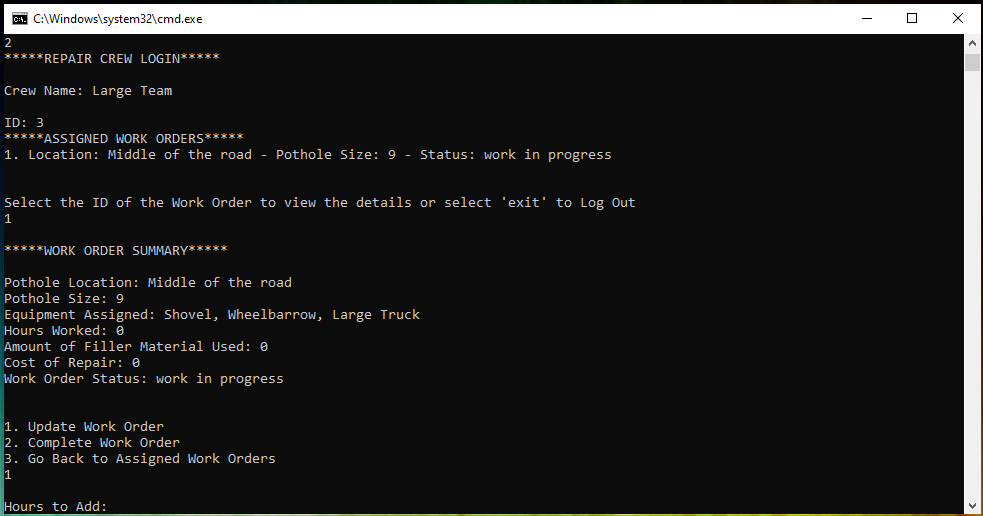 C:\Windows\system32\cmd.exe
2
*****REPAIR CREW LOGIN*****
Crew Name: Large Team
ID: 3
*****ASSIGNED WORK ORDERS*****
1. Location: Middle of the road - Pothole Size: 9 - Status: work in progress
Select the ID of the Work Order to view the details or select 'exit' to Log Out
1
*****WORK ORDER SUMMARY*****
Pothole Location: Middle of the road
Pothole Size: 9
Equipment Assigned: Shovel, Wheelbarrow, Large Truck
Hours Worked: 0
Amount of Filler Material Used: 0
Cost of Repair: 0
Work Order Status: work in progress
1. Update Work Order
2. Complete Work Order
3. Go Back to Assigned Work Orders
1
Hours to Add: